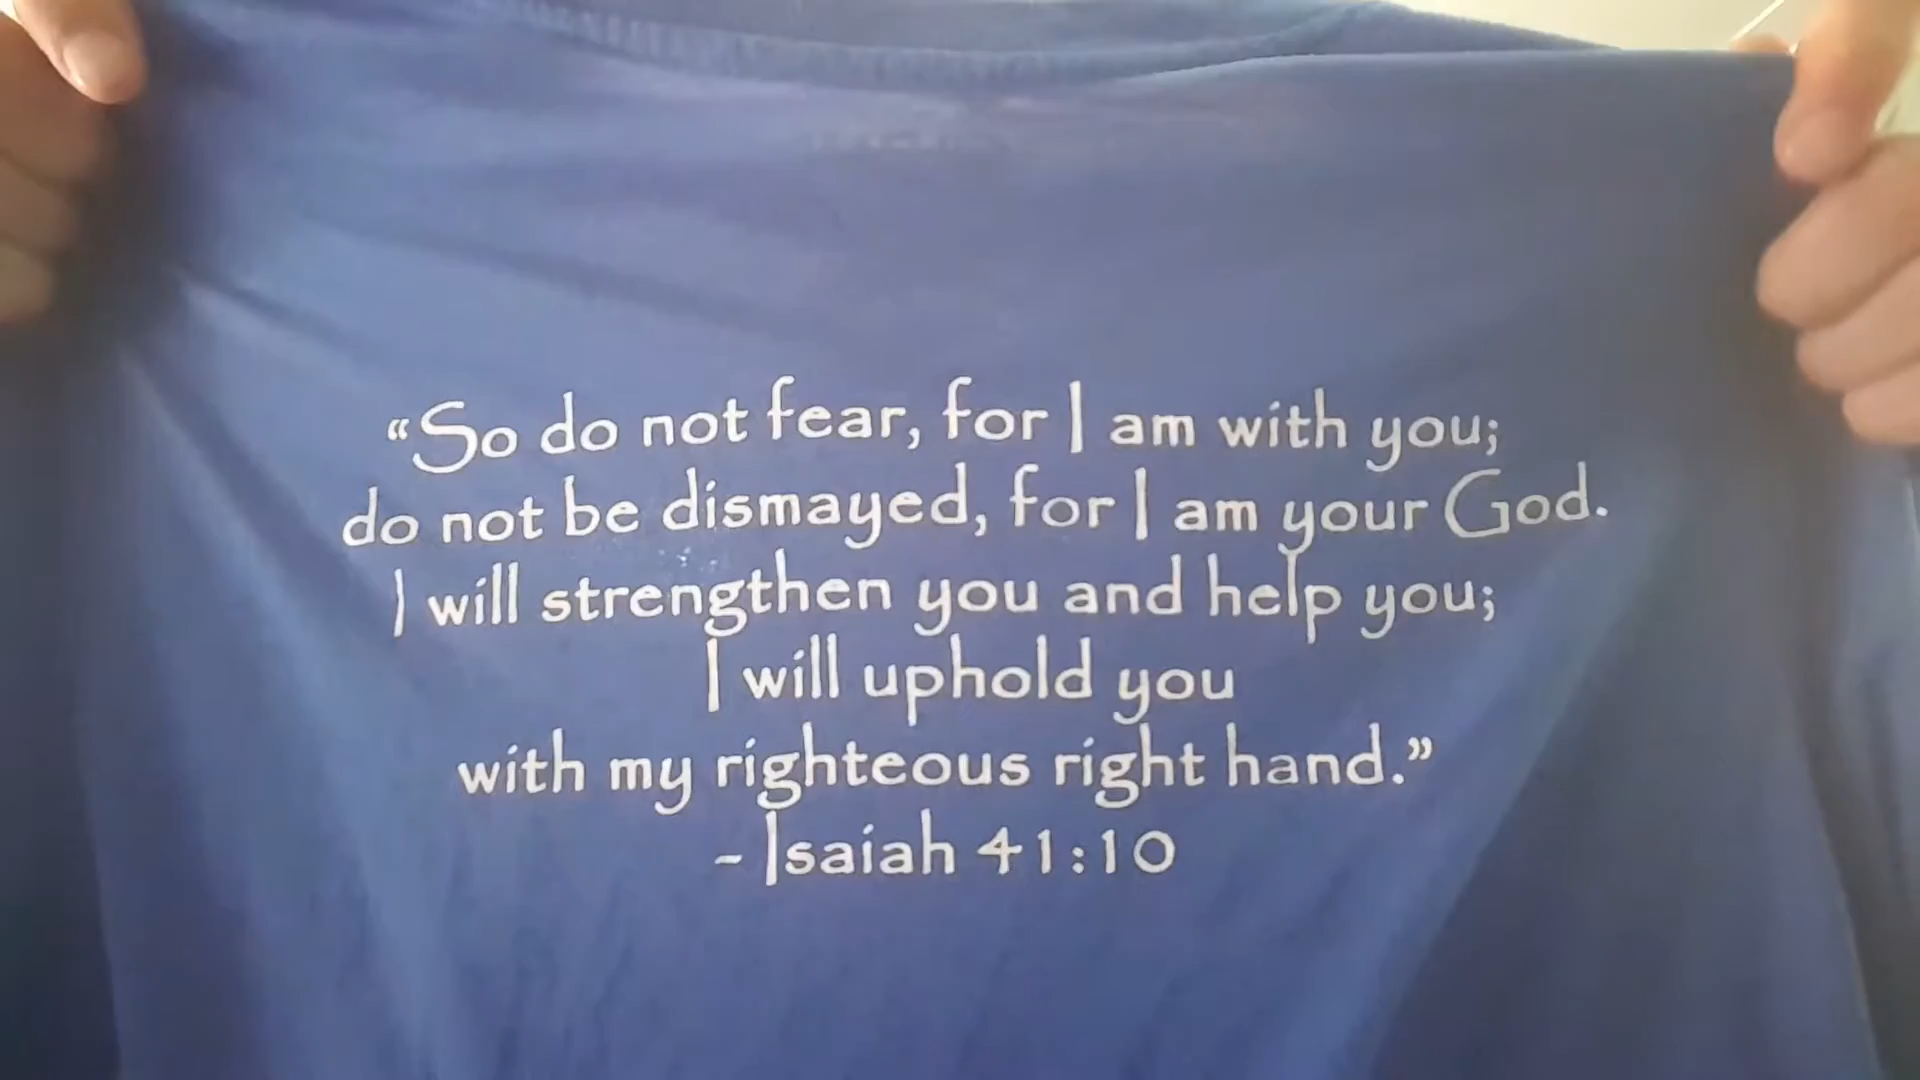 “So do not fear, for I am with you;
do not be dismayed, for I am your God.
I will strengthen you and help you;
I will uphold you
with my righteous right hand.”
- Isaiah 41:10